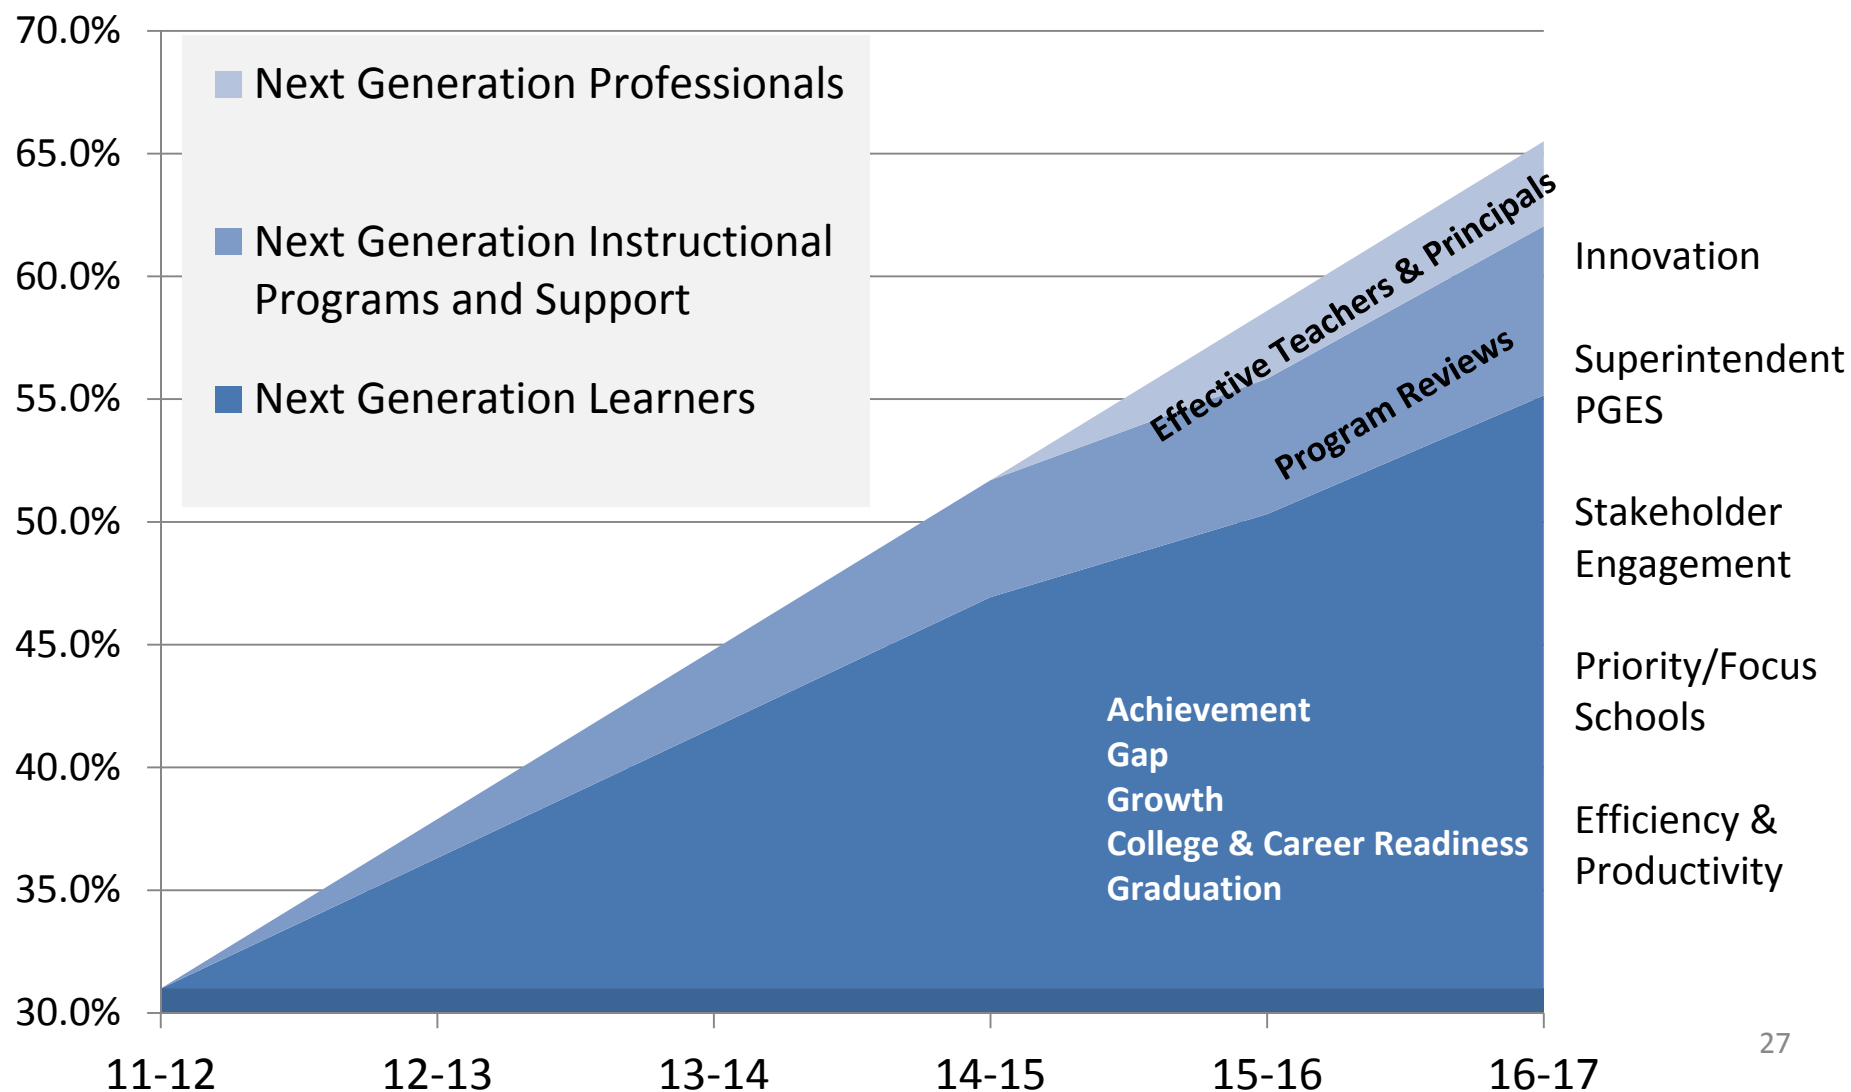 70.0%
65.0%
60.0%
55.0%
50.0%
45.0%
40.0%
35.0%
30.0%
Next Generation Professionals
Next Generation Instructional
Programs and Support
Next Generation Learners
Effective Teachers & Principals
Program Reviews
Achievement
Gap
Growth
College & Career Readiness
Graduation
Innovation
Superintendent
PGES
Stakeholder
Engagement
Priority/Focus
Schools
Efficiency &
Productivity
11-12
12-13
13-14
14-15
15-16
16-17
27